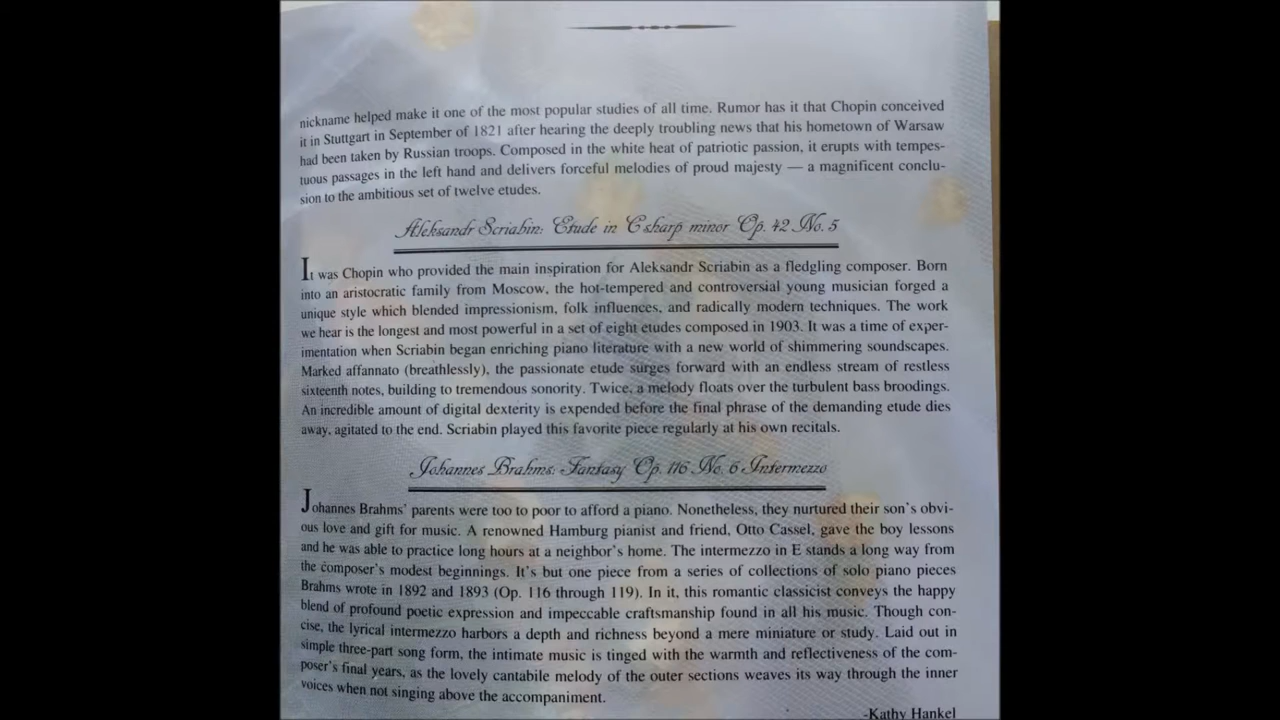 nickname helped make it one of the most popular studies of all time. Rumor has it that Chopin conceived
it in Stuttgart in September of 1821 after hearing the deeply troubling news that his hometown of Warsaw
had been taken by Russian troops. Composed in the white heat of patriotic passion, it erupts with tempes-
tuous passages in the left hand and delivers forceful melodies of proud majesty — a magnificent conclu-
sion to the ambitious set of twelve etudes.
Aleksandr Scriabin: Etude in C sharp minor Op. 42 No. 5
It was Chopin who provided the main inspiration for Aleksandr Scriabin as a fledgling composer. Born
into an aristocratic family from Moscow, the hot-tempered and controversial young musician forged a
unique style which blended impressionism, folk influences, and radically modern techniques. The work
we hear is the longest and most powerful in a set of eight etudes composed in 1903. It was a time of exper-
imentation when Scriabin began enriching piano literature with a new world of shimmering soundscapes.
Marked affannato (breathlessly), the passionate etude surges forward with an endless stream of restless
sixteenth notes, building to tremendous sonority. Twice, a melody floats over the turbulent bass broodings.
An incredible amount of digital dexterity is expended before the final phrase of the demanding etude dies
away, agitated to the end. Scriabin played this favorite piece regularly at his own recitals.
Johannes Brahms: Fantasy Op. 116 No. 6 Intermezzo
Johannes Brahms' parents were too to poor to afford a piano. Nonetheless, they nurtured their son's obvi-
ous love and gift for music. A renowned Hamburg pianist and friend, Otto Cassel, gave the boy lessons
and he was able to practice long hours at a neighbor's home. The intermezzo in E stands a long way from
the composer's modest beginnings. It's but one piece from a series of collections of solo piano pieces
Brahms wrote in 1892 and 1893 (Op. 116 through 119). In it, this romantic classicist conveys the happy
blend of profound poetic expression and impeccable craftsmanship found in all his music. Though con-
cise, the lyrical intermezzo harbors a depth and richness beyond a mere miniature or study. Laid out in
simple three-part song form, the intimate music is tinged with the warmth and reflectiveness of the com-
poser's final years, as the lovely cantabile melody of the outer sections weaves its way through the inner
voices when not singing above the accompaniment.
-Kathy Hankel